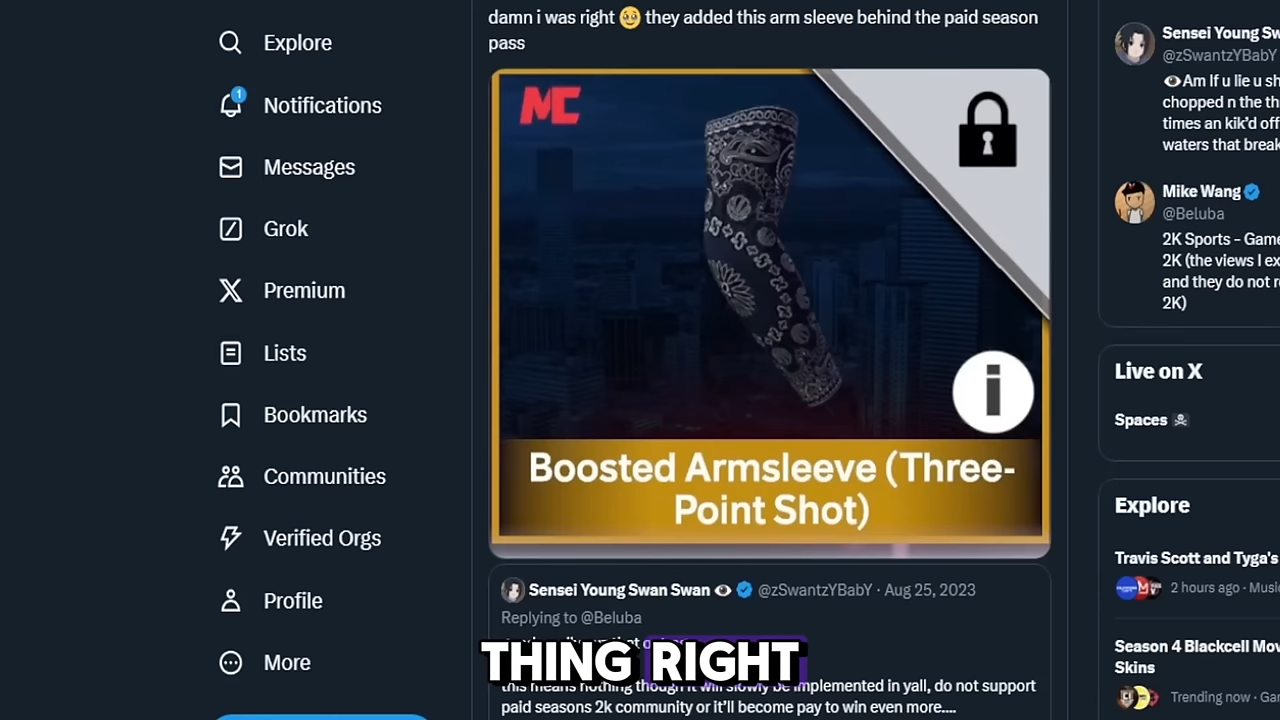 Explore
1
Notifications
Messages
Grok
Premium
Lists
Bookmarks
Communities
Verified Orgs
Profile
More
damn i was right 🥹 they added this arm sleeve behind the paid season
pass
MC
i
Boosted Armsleeve (Three-
Point Shot)
Sensei Young Swan Swan 👁 @zSwantzYBabY · Aug 25, 2023
Replying to @Beluba
THING RIGHT
this means nothing though it will slowly be implemented in yall, do not support
paid seasons 2k community or it'll become pay to win even more....
Sensei Young Sw
@zSwantzYBabY
👁Am If u lie u sh
chopped n the th
times an kik'd off
waters that break
Mike Wang
@Beluba
2K Sports - Game
2K (the views I ex
and they do not re
2K)
Live on X
Spaces ☠
Explore
Travis Scott and Tyga's
2 hours ago · Music
Season 4 Blackcell Mov
Skins
Trending now · Ga